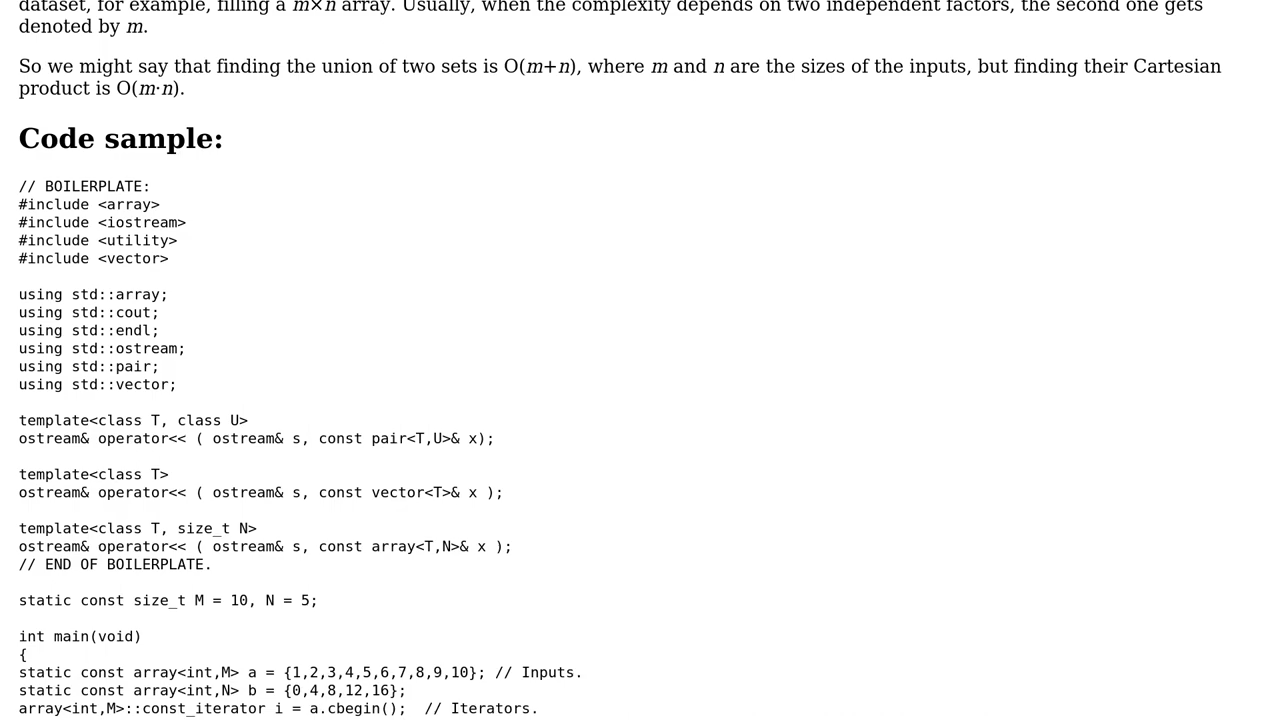 dataset, for example, filling a m×n array. Usually, when the complexity depends on two independent factors, the second one gets
denoted by m.
So we might say that finding the union of two sets is O(m+n), where m and n are the sizes of the inputs, but finding their Cartesian
product is O(m·n).
Code sample:
// BOILERPLATE:
#include <array>
#include <iostream>
#include <utility>
#include <vector>
using std::array;
using std::cout;
using std::endl;
using std::ostream;
using std::pair;
using std::vector;
template<class T, class U>
ostream& operator<< ( ostream& s, const pair<T,U>& x);
template<class T>
ostream& operator<< ( ostream& s, const vector<T>& x );
template<class T, size_t N>
ostream& operator<< ( ostream& s, const array<T,N>& x );
// END OF BOILERPLATE.
static const size_t M = 10, N = 5;
int main(void)
{
static const array<int,M> a = {1,2,3,4,5,6,7,8,9,10}; // Inputs.
static const array<int,N> b = {0,4,8,12,16};
array<int,M>::const_iterator i = a.cbegin();  // Iterators.